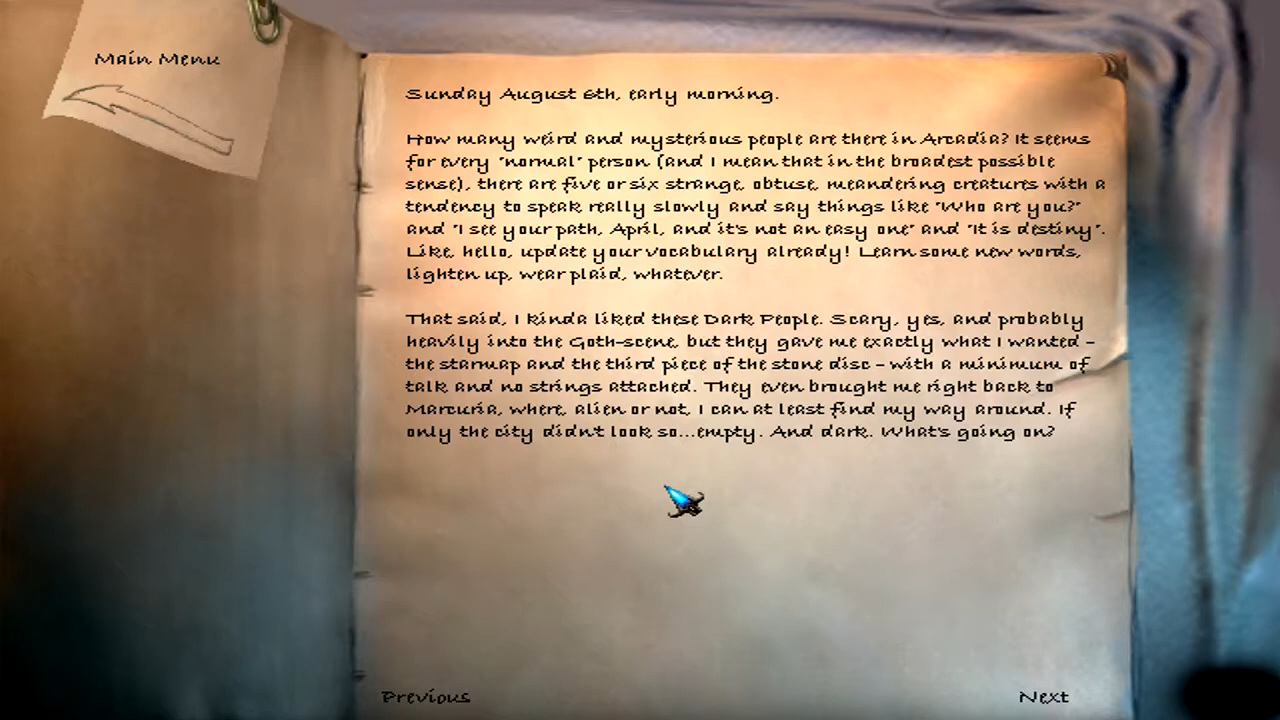 Main Menu
Sunday August 6th, early morning.
How many weird and mysterious people are there in Arcadia? It seems
for every "normal" person (and I mean that in the broadest possible
sense), there are five or six strange, obtuse, meandering creatures with a
tendency to speak really slowly and say things like "Who are you?"
and "I see your path, April, and it's not an easy one" and "It is destiny".
Like, hello, update your vocabulary already! Learn some new words,
lighten up, wear plaid, whatever.
That said, I kinda liked these Dark People. Scary, yes, and probably
heavily into the Goth-scene, but they gave me exactly what I wanted -
the starmap and the third piece of the stone disc - with a minimum of
talk and no strings attached. They even brought me right back to
Marcuria, where, alien or not, I can at least find my way around. If
only the city didn't look so...empty. And dark. What's going on?
Previous
Next